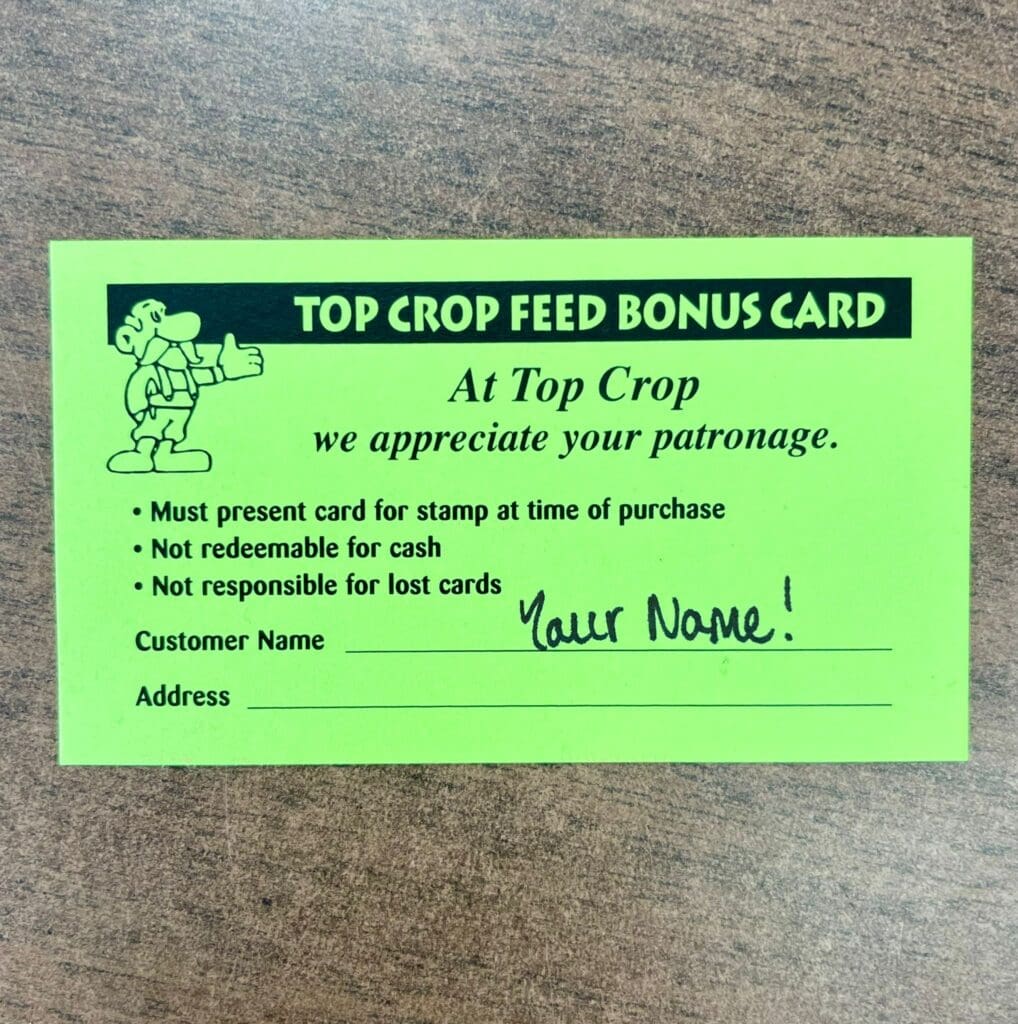 TOP CROP FEED BONUS CARD
At Top Crop
we appreciate your patronage.
• Must present card for stamp at time of purchase
• Not redeemable for cash
• Not responsible for lost cards
Customer Name Your Name!
Address